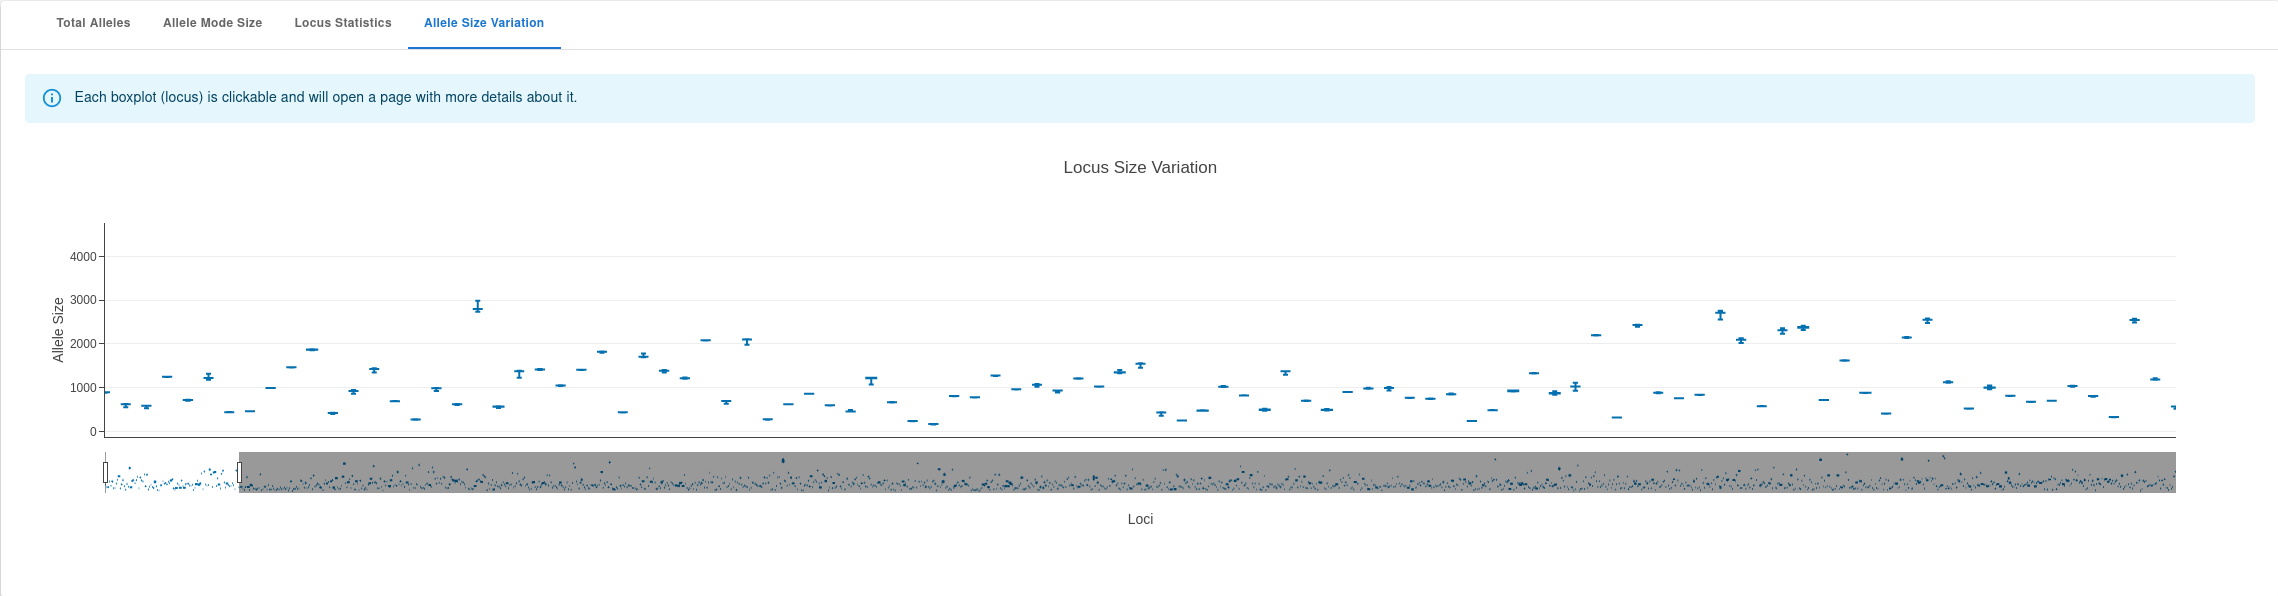 Total Alleles Allele Mode Size Locus Statistics Allele Size Variation
Each boxplot (locus) is clickable and will open a page with more details about it.
Locus Size Variation
Allele Size
4000
3000
2000
1000
0
Loci